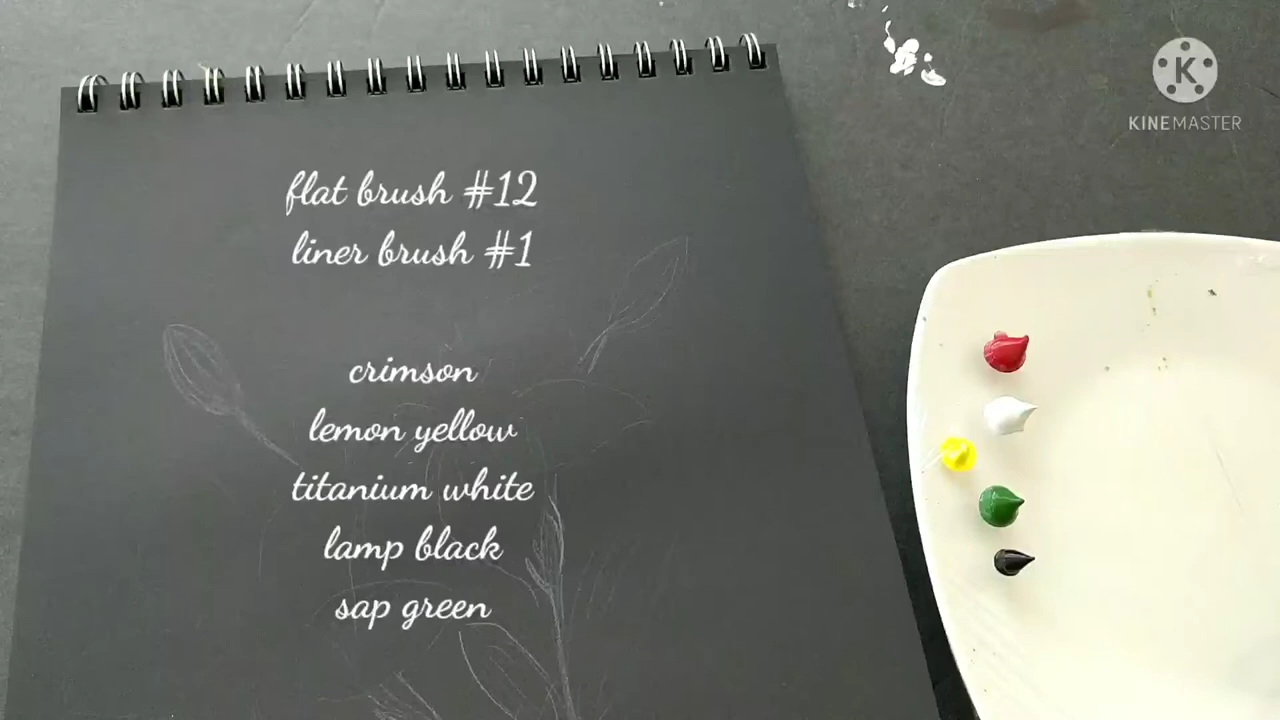 flat brush #12
liner brush #1
crimson
lemon yellow
titanium white
lamp black
sap green
K
KINEMASTER